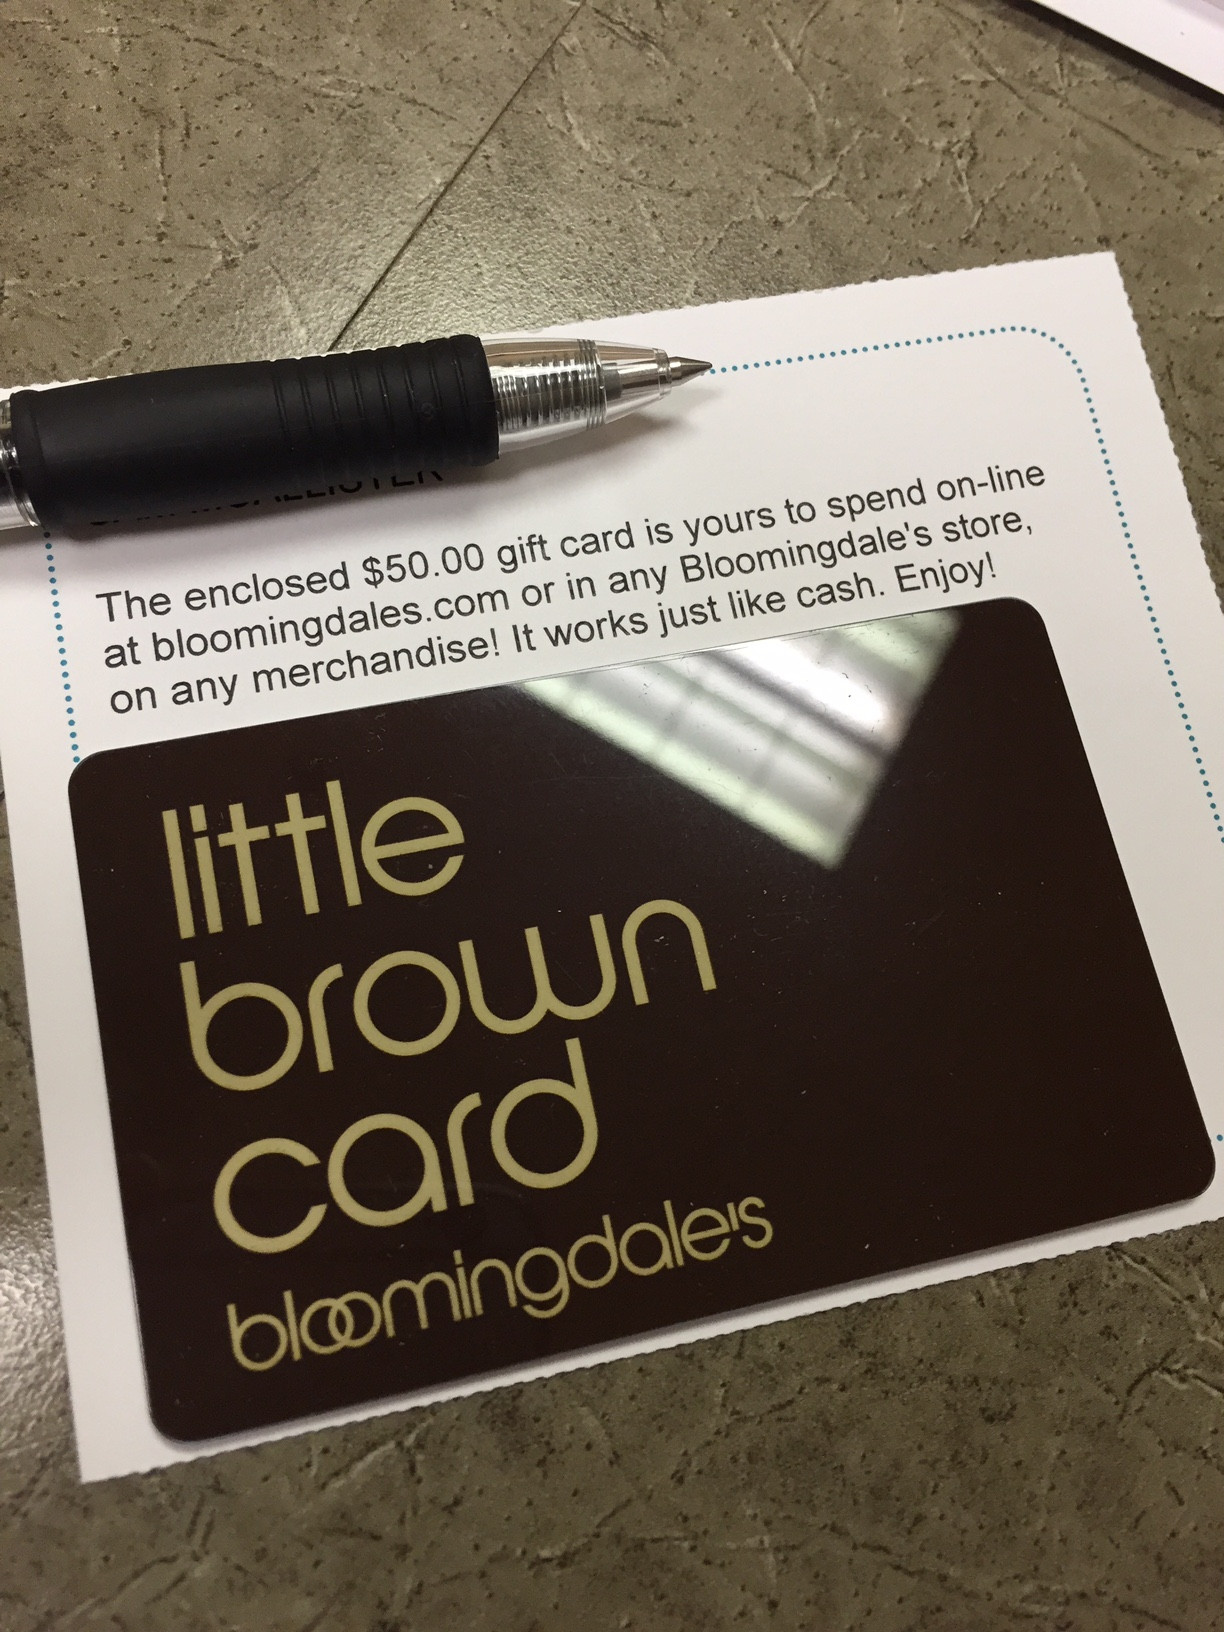 The enclosed $50.00 gift card is yours to spend on-line
at bloomingdales.com or in any Bloomingdale's store,
on any merchandise! It works just like cash. Enjoy!
little
brown
card
bloomingdale's